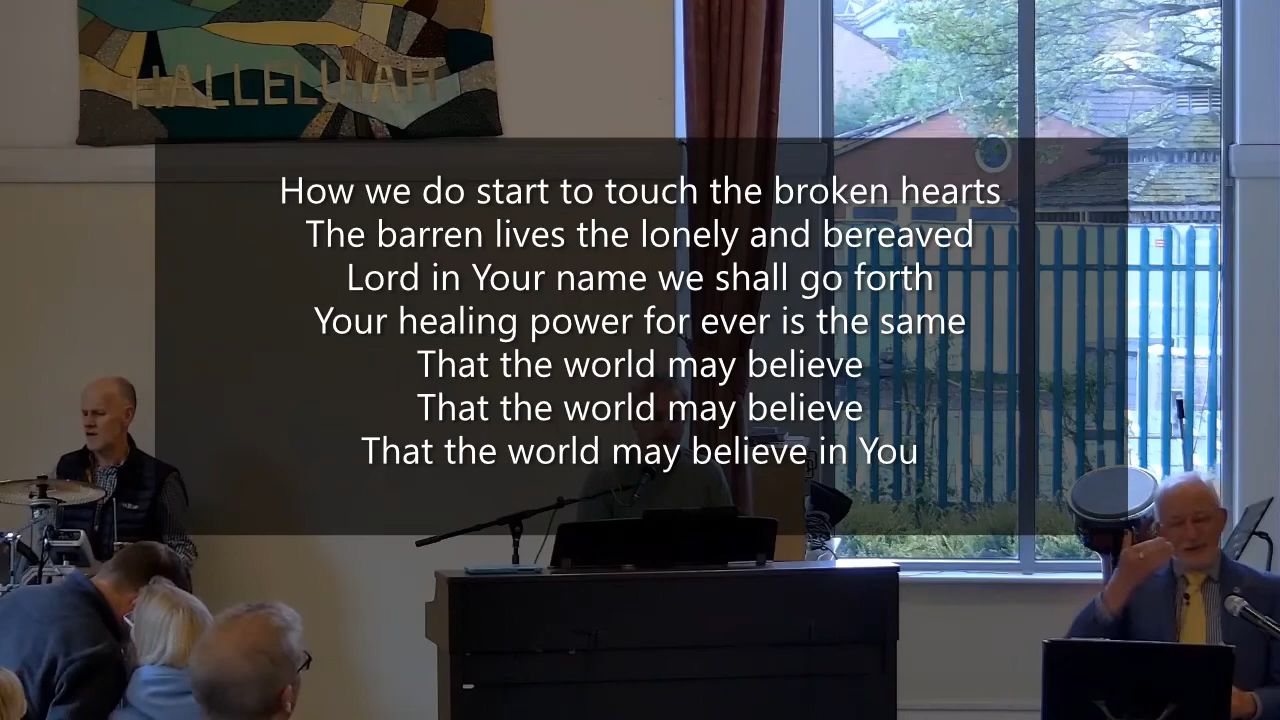 HALLELUJAH
How we do start to touch the broken hearts
The barren lives the lonely and bereaved
Lord in Your name we shall go forth
Your healing power for ever is the same
That the world may believe
That the world may believe
That the world may believe in You